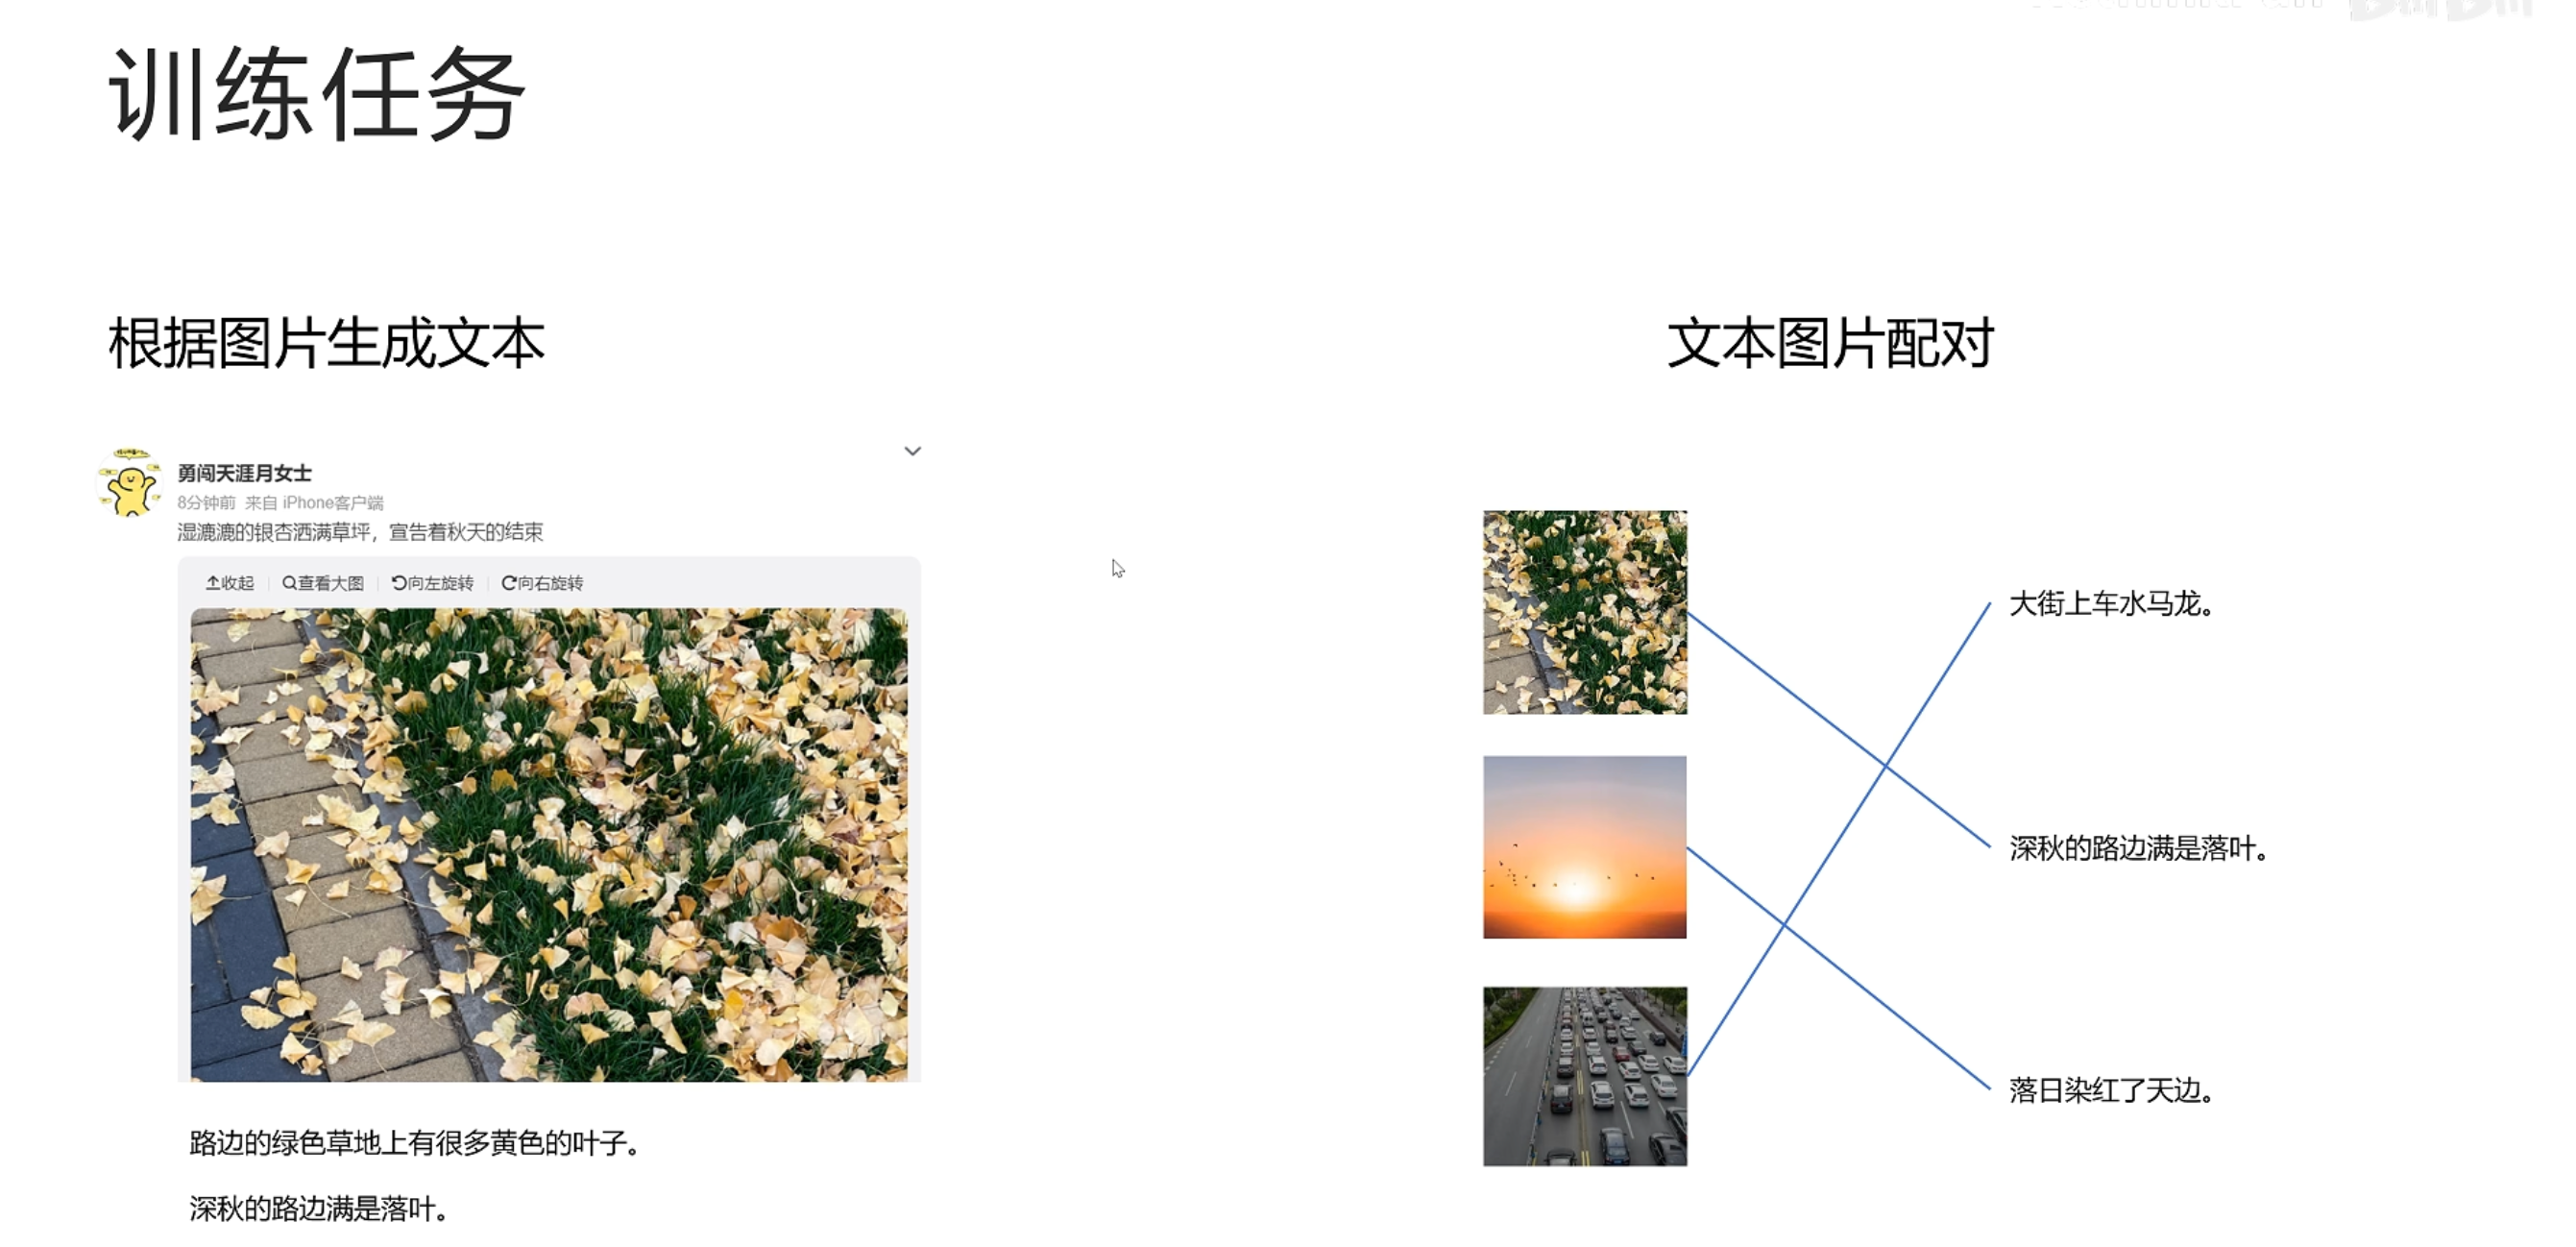 训练任务
根据图片生成文本
文本图片配对
勇闯天涯月女士
8分钟前 来自 iPhone客户端
湿漉漉的银杏洒满草坪，宣告着秋天的结束
收起 查看大图 向左旋转 向右旋转
路边的绿色草地上有很多黄色的叶子。
深秋的路边满是落叶。
大街上车水马龙。
深秋的路边满是落叶。
落日染红了天边。